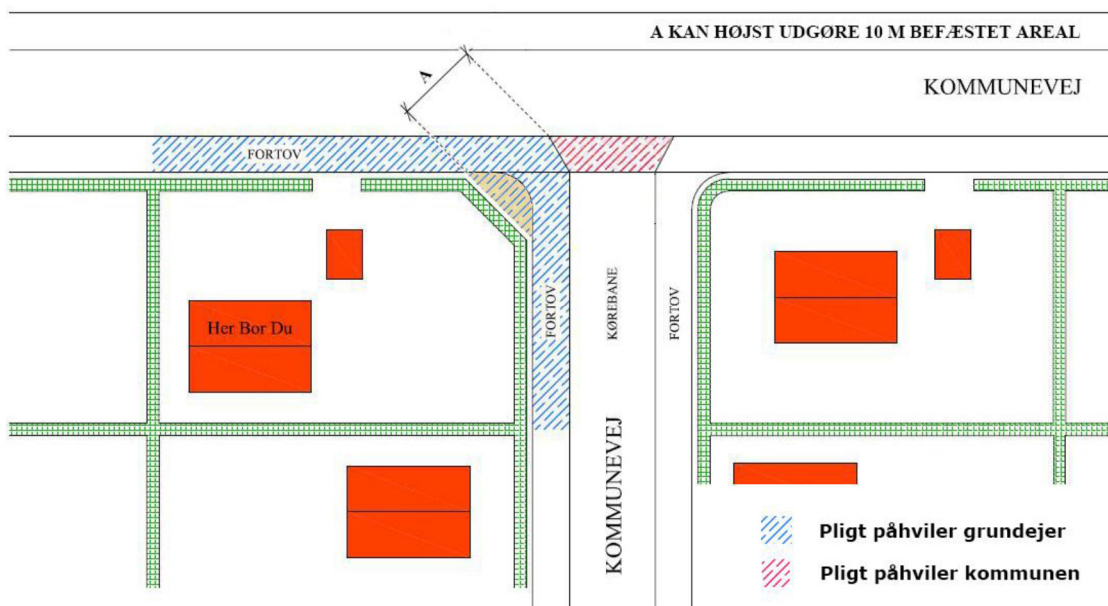 A KAN HØJST UDGØRE 10 M BEFÆSTET AREAL
KOMMUNEVEJ
A
FORTOV
Her Bor Du
FORTOV
KØREBANE
FORTOV
KOMMUNEVEJ
Pligt påhviler grundejer
Pligt påhviler kommunen